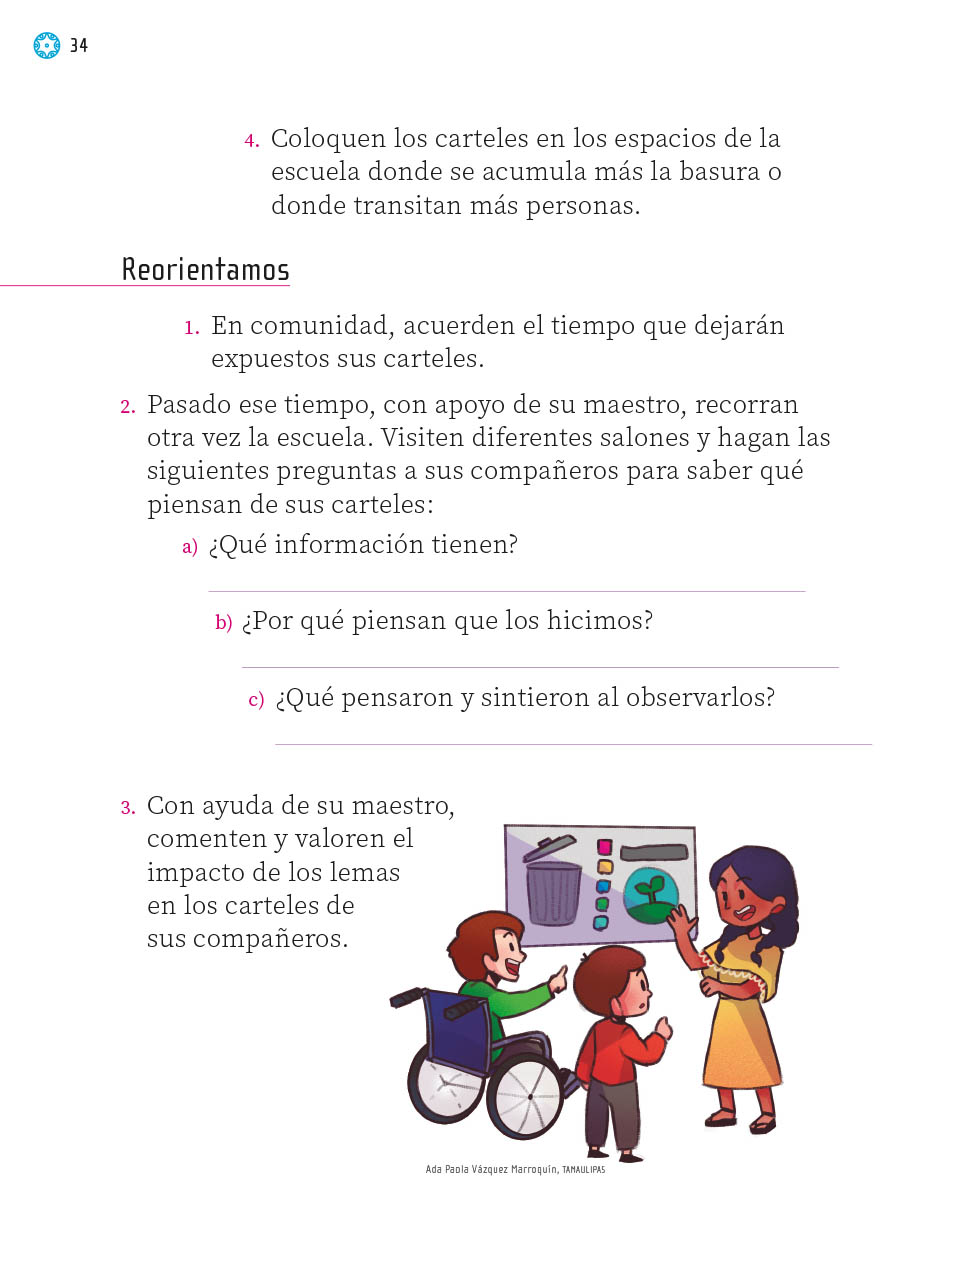 34
4. Coloquen los carteles en los espacios de la
escuela donde se acumula más la basura o
donde transitan más personas.
Reorientamos
1. En comunidad, acuerden el tiempo que dejarán
expuestos sus carteles.
2. Pasado ese tiempo, con apoyo de su maestro, recorran
otra vez la escuela. Visiten diferentes salones y hagan las
siguientes preguntas a sus compañeros para saber qué
piensan de sus carteles:
a) ¿Qué información tienen?
b) ¿Por qué piensan que los hicimos?
c) ¿Qué pensaron y sintieron al observarlos?
3. Con ayuda de su maestro,
comenten y valoren el
impacto de los lemas
en los carteles de
sus compañeros.
Ada Paola Vázquez Marroquín, TAMAULIPAS